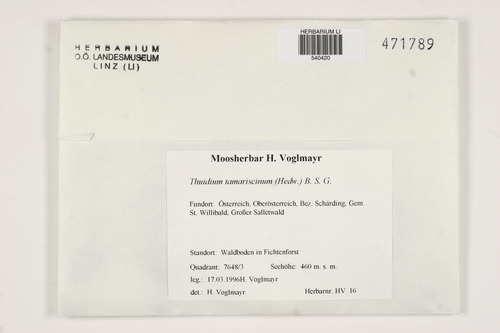 HERBARIUM
O.Ö. LANDESMUSEUM
LINZ (LI)
HERBARIUM LI
540420
471789
Moosherbar H. Voglmayr
Thuidium tamariscinum (Hedw.) B. S. G.
Fundort: Österreich, Oberösterreich, Bez. Schärding, Gem.
St. Willibald, Großer Salletwald
Standort: Waldboden in Fichtenforst
Quadrant: 7648/3 Seehöhe: 460 m. s. m.
leg.: 17.03.1996H. Voglmayr
det.: H. Voglmayr Herbarnr. HV 16